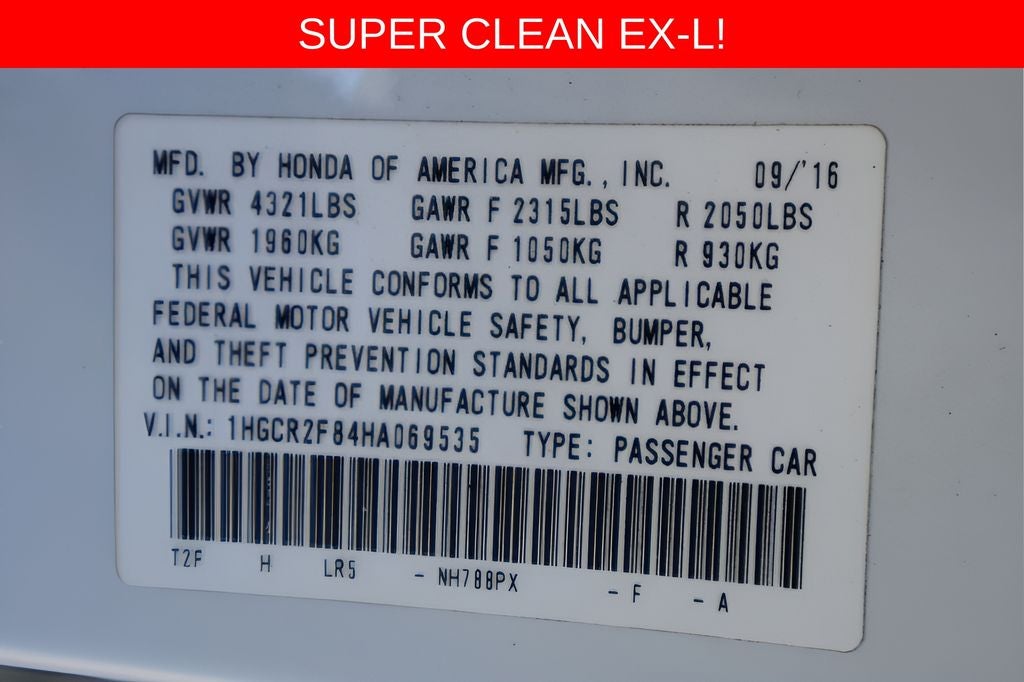 SUPER CLEAN EX-L!
MFD. BY HONDA OF AMERICA MFG., INC. 09/'16
GVWR 4321LBS GAWR F 2315LBS R 2050LBS
GVWR 1960KG GAWR F 1050KG R 930KG
THIS VEHICLE CONFORMS TO ALL APPLICABLE
FEDERAL MOTOR VEHICLE SAFETY, BUMPER,
AND THEFT PREVENTION STANDARDS IN EFFECT
ON THE DATE OF MANUFACTURE SHOWN ABOVE.
V.I.N.: 1HGCR2F84HA069535 TYPE: PASSENGER CAR
T2F H LR5 - NH788PX - F - A